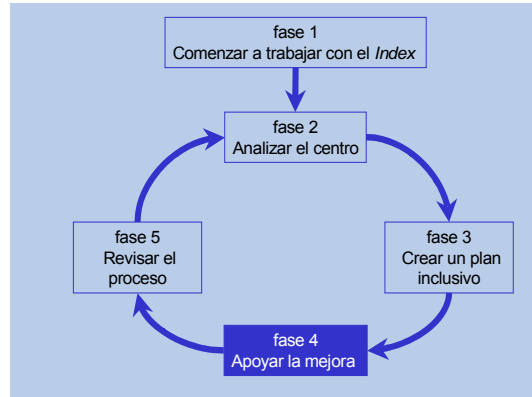 fase 1
Comenzar a trabajar con el Index
fase 2
Analizar el centro
fase 5
Revisar el
proceso
fase 3
Crear un plan
inclusivo
fase 4
Apoyar la mejora